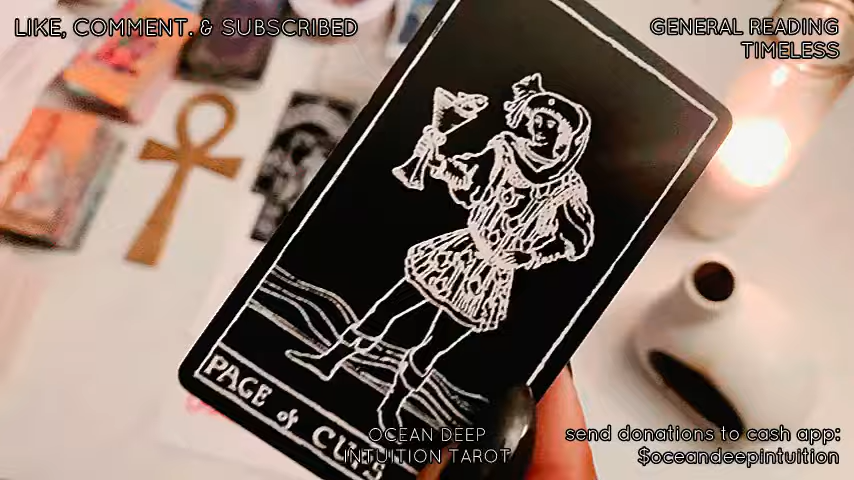 LIKE, COMMENT. & SUBSCRIBED
GENERAL READING
TIMELESS
PAGE of CUPS
OCEAN DEEP
INTUITION TAROT
send donations to cash app:
$oceandeepintuition